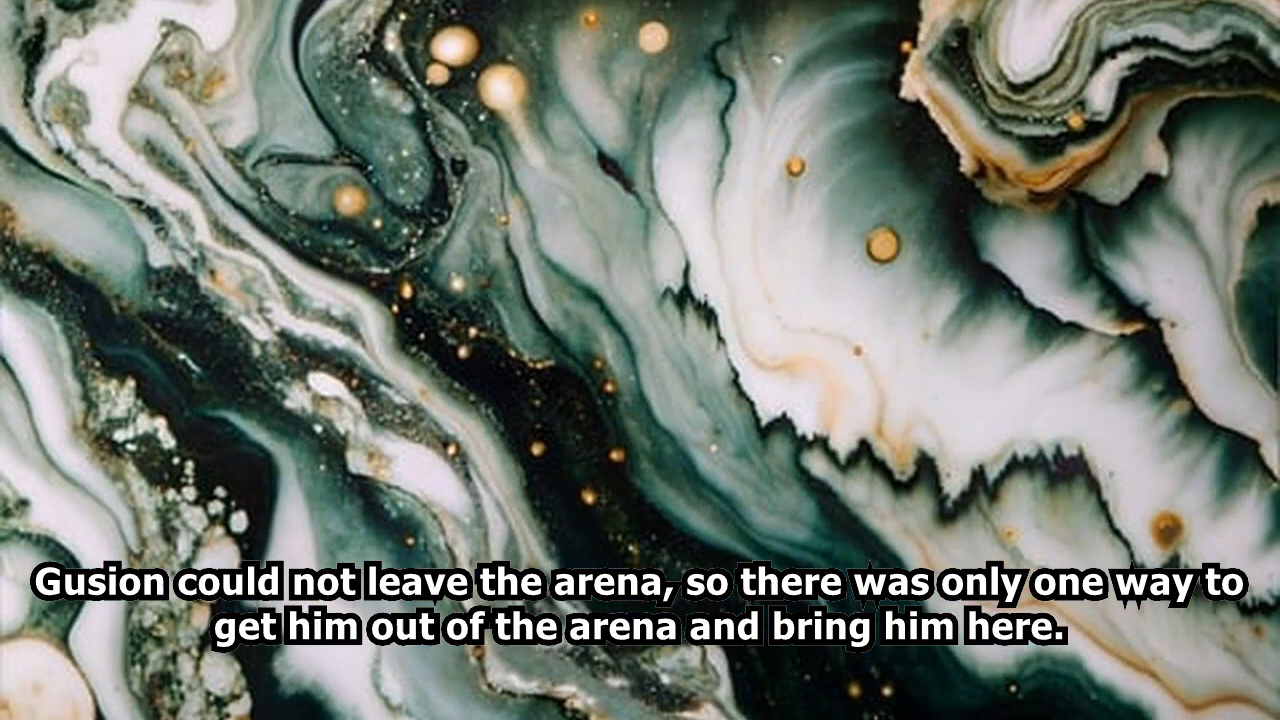 Gusion could not leave the arena, so there was only one way to
get him out of the arena and bring him here.